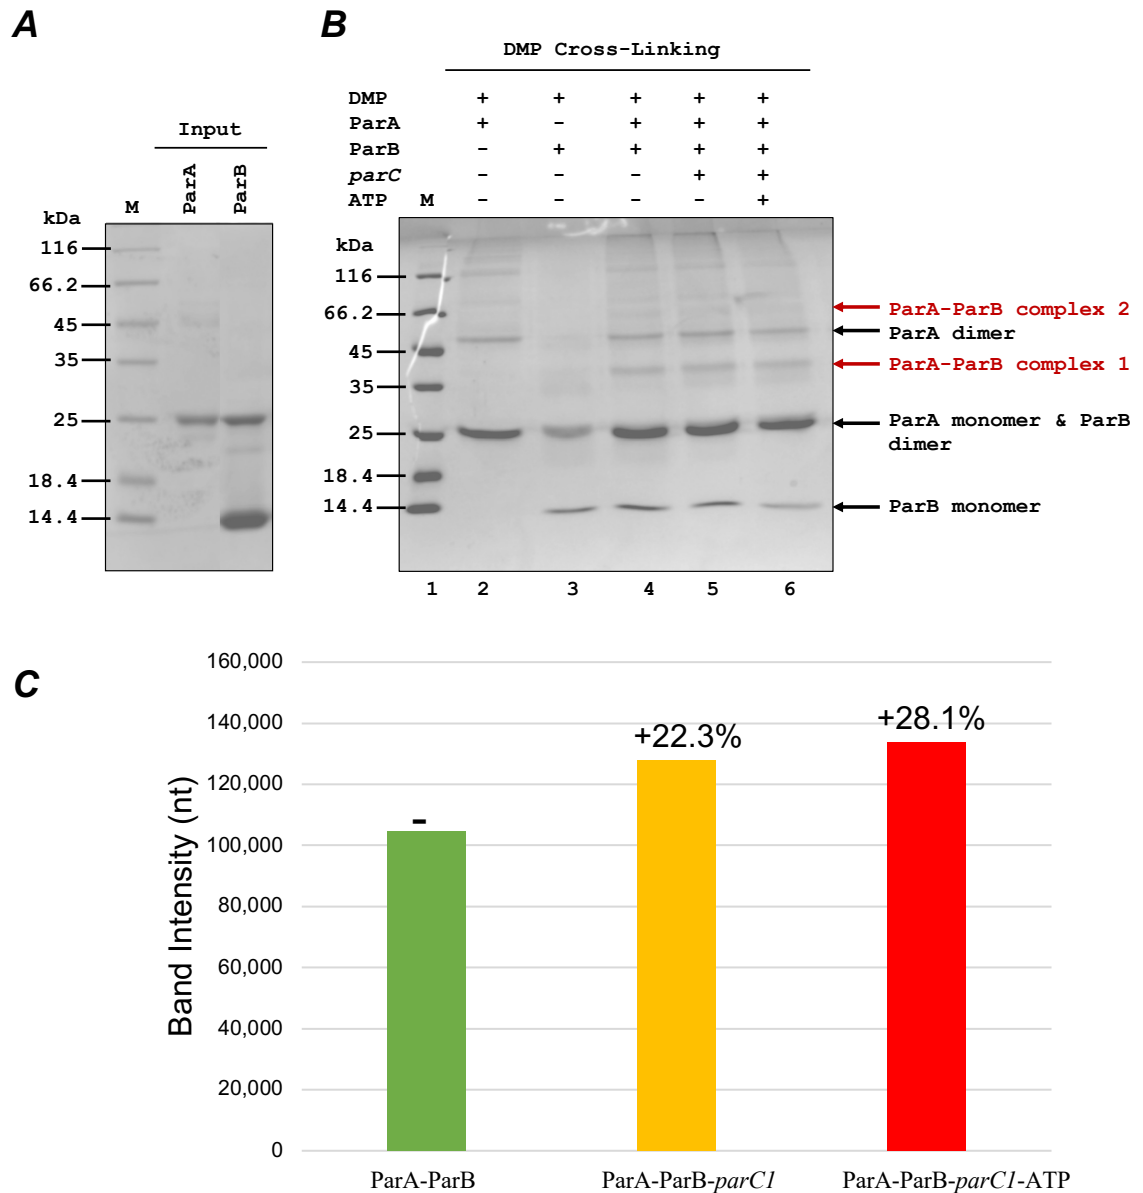 A
Input
ParA
ParB
M
kDa
116
66.2
45
35
25
18.4
14.4
B
DMP Cross-Linking
DMP + + + + +
ParA + – + + +
ParB – + + + +
parC – – – + +
ATP M – – – – +
kDa
116
66.2
45
35
25
18.4
14.4
ParA-ParB complex 2
ParA dimer
ParA-ParB complex 1
ParA monomer & ParB
dimer
ParB monomer
1 2 3 4 5 6
C
Band Intensity (nt)
160,000
140,000
120,000
100,000
80,000
60,000
40,000
20,000
0
-
+22.3%
+28.1%
ParA-ParB
ParA-ParB-parC1
ParA-ParB-parC1-ATP